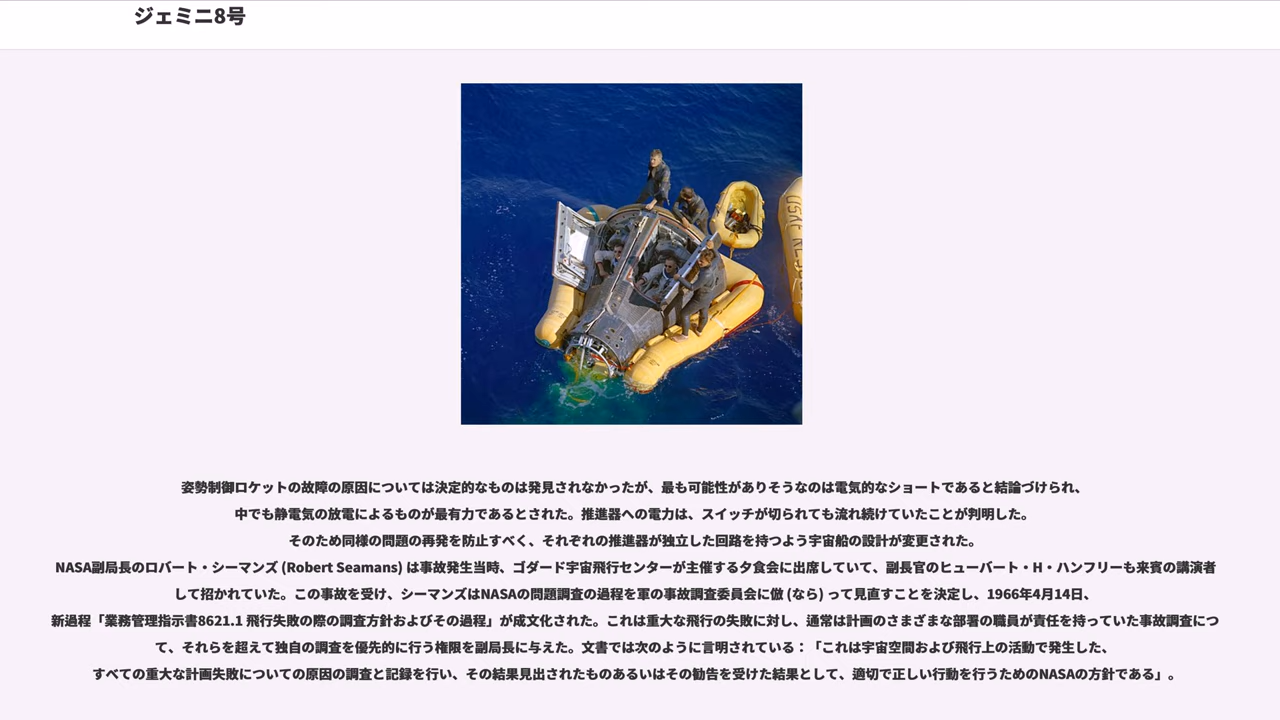 ジェミニ8号
姿勢制御ロケットの故障の原因については決定的なものは発見されなかったが、最も可能性がありそうなのは電気的なショートであると結論づけられ、
中でも静電気の放電によるものが最有力であるとされた。推進器への電力は、スイッチが切られても流れ続けていたことが判明した。
そのため同様の問題の再発を防止すべく、それぞれの推進器が独立した回路を持つよう宇宙船の設計が変更された。
NASA副局長のロバート・シーマンズ (Robert Seamans) は事故発生当時、ゴダード宇宙飛行センターが主催する夕食会に出席していて、副長官のヒューバート・H・ハンフリーも来賓の講演者
して招かれていた。この事故を受け、シーマンズはNASAの問題調査の過程を軍の事故調査委員会に倣 (なら) って見直すことを決定し、1966年4月14日、
新過程「業務管理指示書8621.1 飛行失敗の際の調査方針およびその過程」が成文化された。これは重大な飛行の失敗に対し、通常は計画のさまざまな部署の職員が責任を持っていた事故調査につ
て、それらを超えて独自の調査を優先的に行う権限を副局長に与えた。文書では次のように言明されている：「これは宇宙空間および飛行上の活動で発生した、
すべての重大な計画失敗についての原因の調査と記録を行い、その結果見出されたものあるいはその勧告を受けた結果として、適切で正しい行動を行うためのNASAの方針である」。